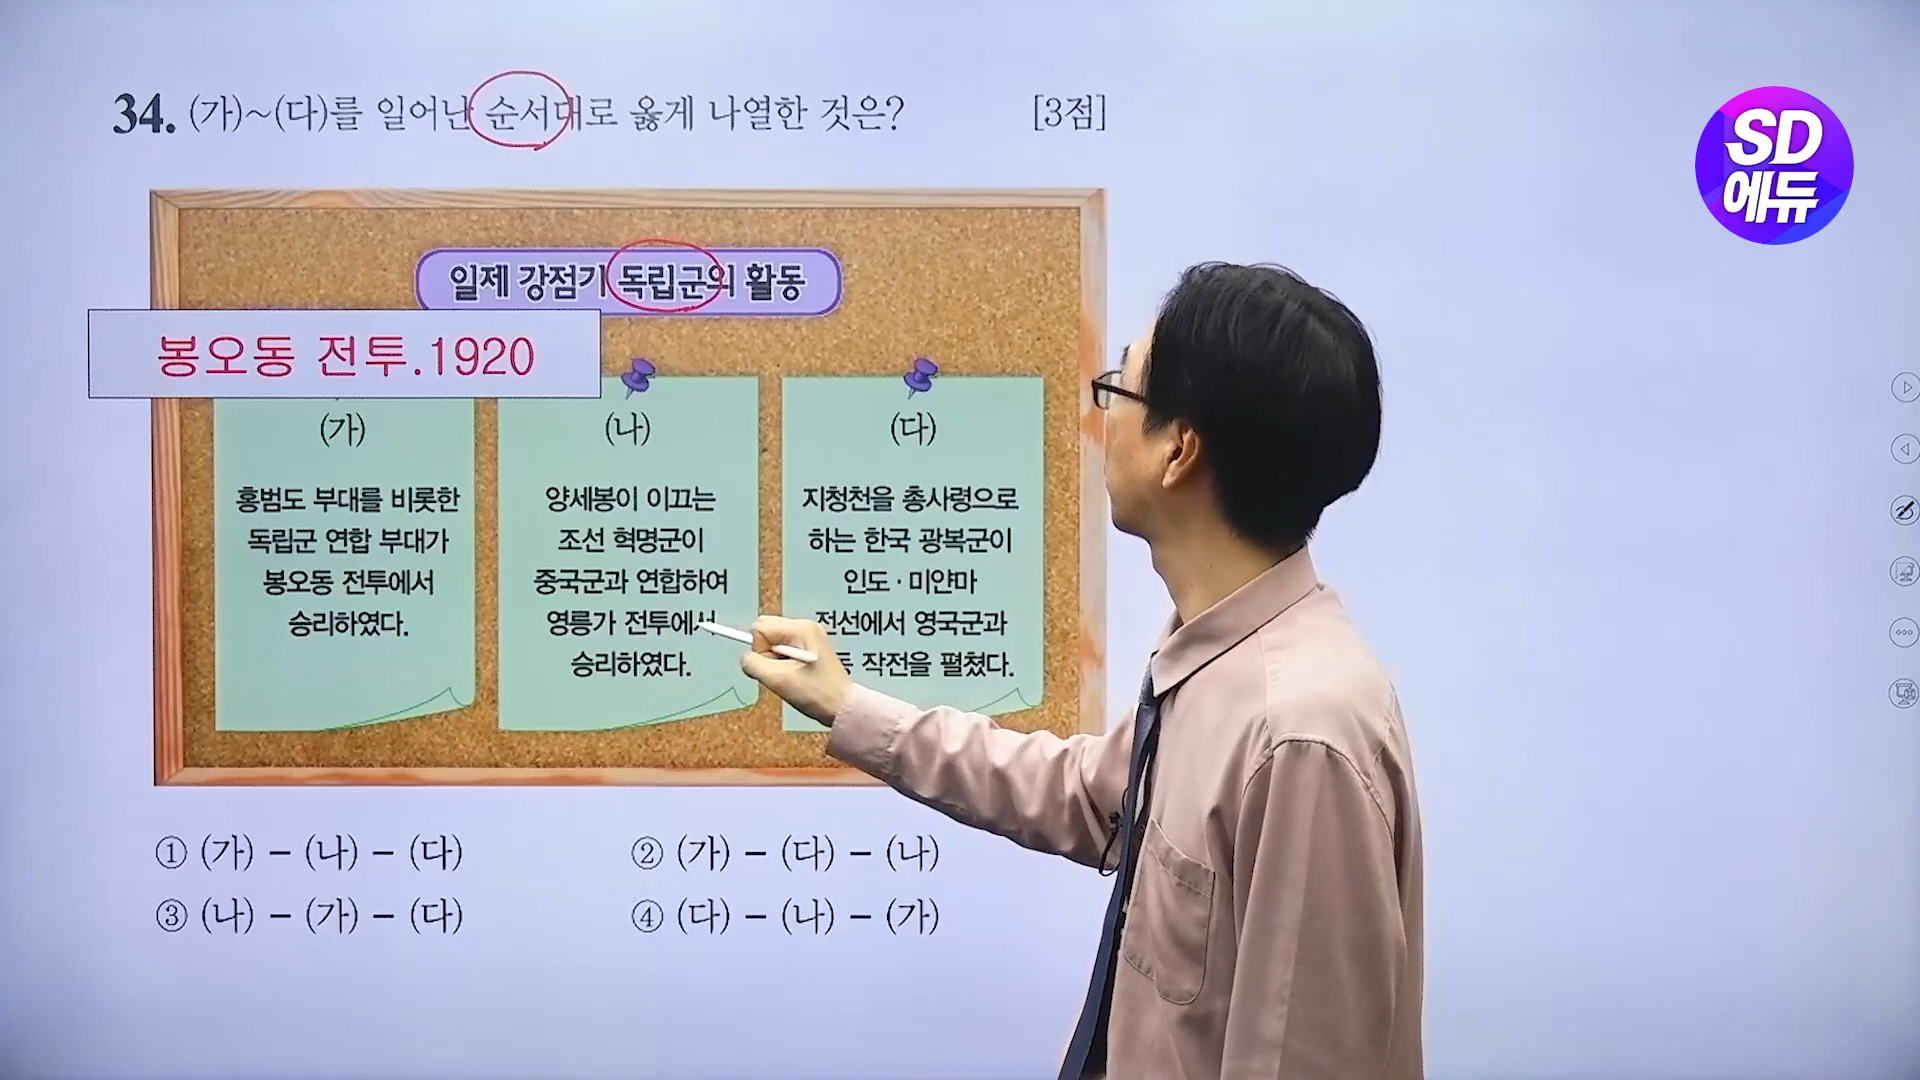 34. (가)~(다)를 일어난 순서대로 옳게 나열한 것은? [3점]
SD
에듀
일제 강점기 독립군의 활동
봉오동 전투.1920
(가)
홍범도 부대를 비롯한
독립군 연합 부대가
봉오동 전투에서
승리하였다.
(나)
양세봉이 이끄는
조선 혁명군이
중국군과 연합하여
영릉가 전투에서
승리하였다.
(다)
지청천을 총사령으로
하는 한국 광복군이
인도·미얀마
전선에서 영국군과
작전을 펼쳤다.
① (가) – (나) – (다)
② (가) – (다) – (나)
③ (나) – (가) – (다)
④ (다) – (나) – (가)